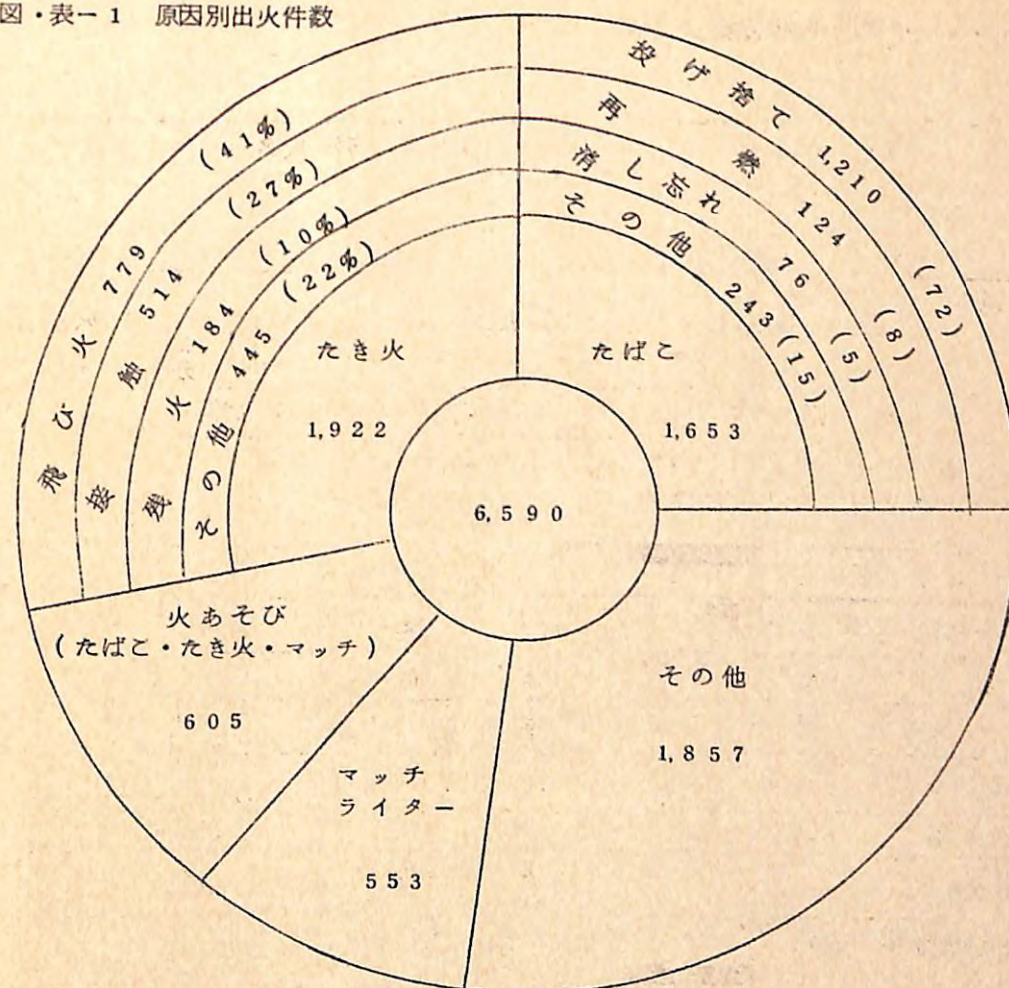 図・表－1 原因別出火件数
飛び火 779 (41%)
接触 514 (27%)
残火 184 (10%)
その他 445 (22%)
たき火
1,922
投げ捨て 1,210 (72)
再燃 124 (8)
消し忘れ 76 (5)
その他 243 (15)
たばこ
1,653
6,590
火あそび
(たばこ・たき火・マッチ)
605
マッチ
ライター
553
その他
1,857